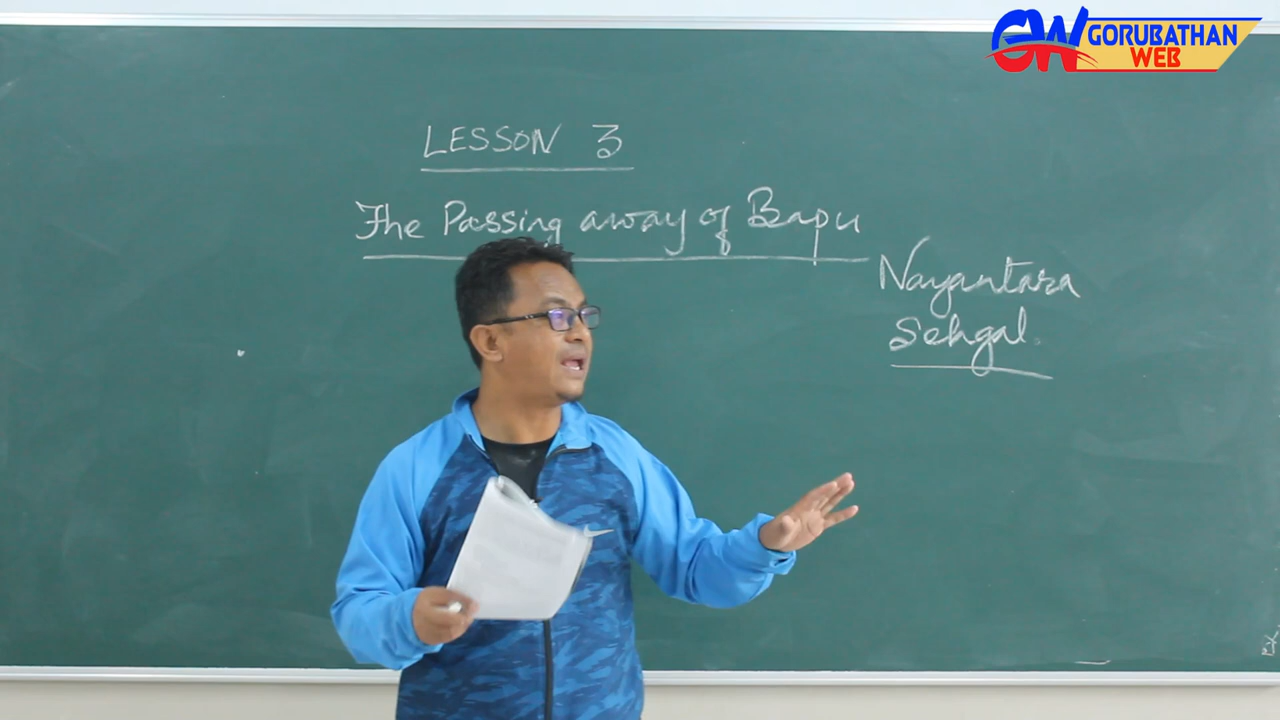 GW GORUBATHAN
WEB
LESSON 3
The Passing away of Bapu
Nayantara
Sehgal.